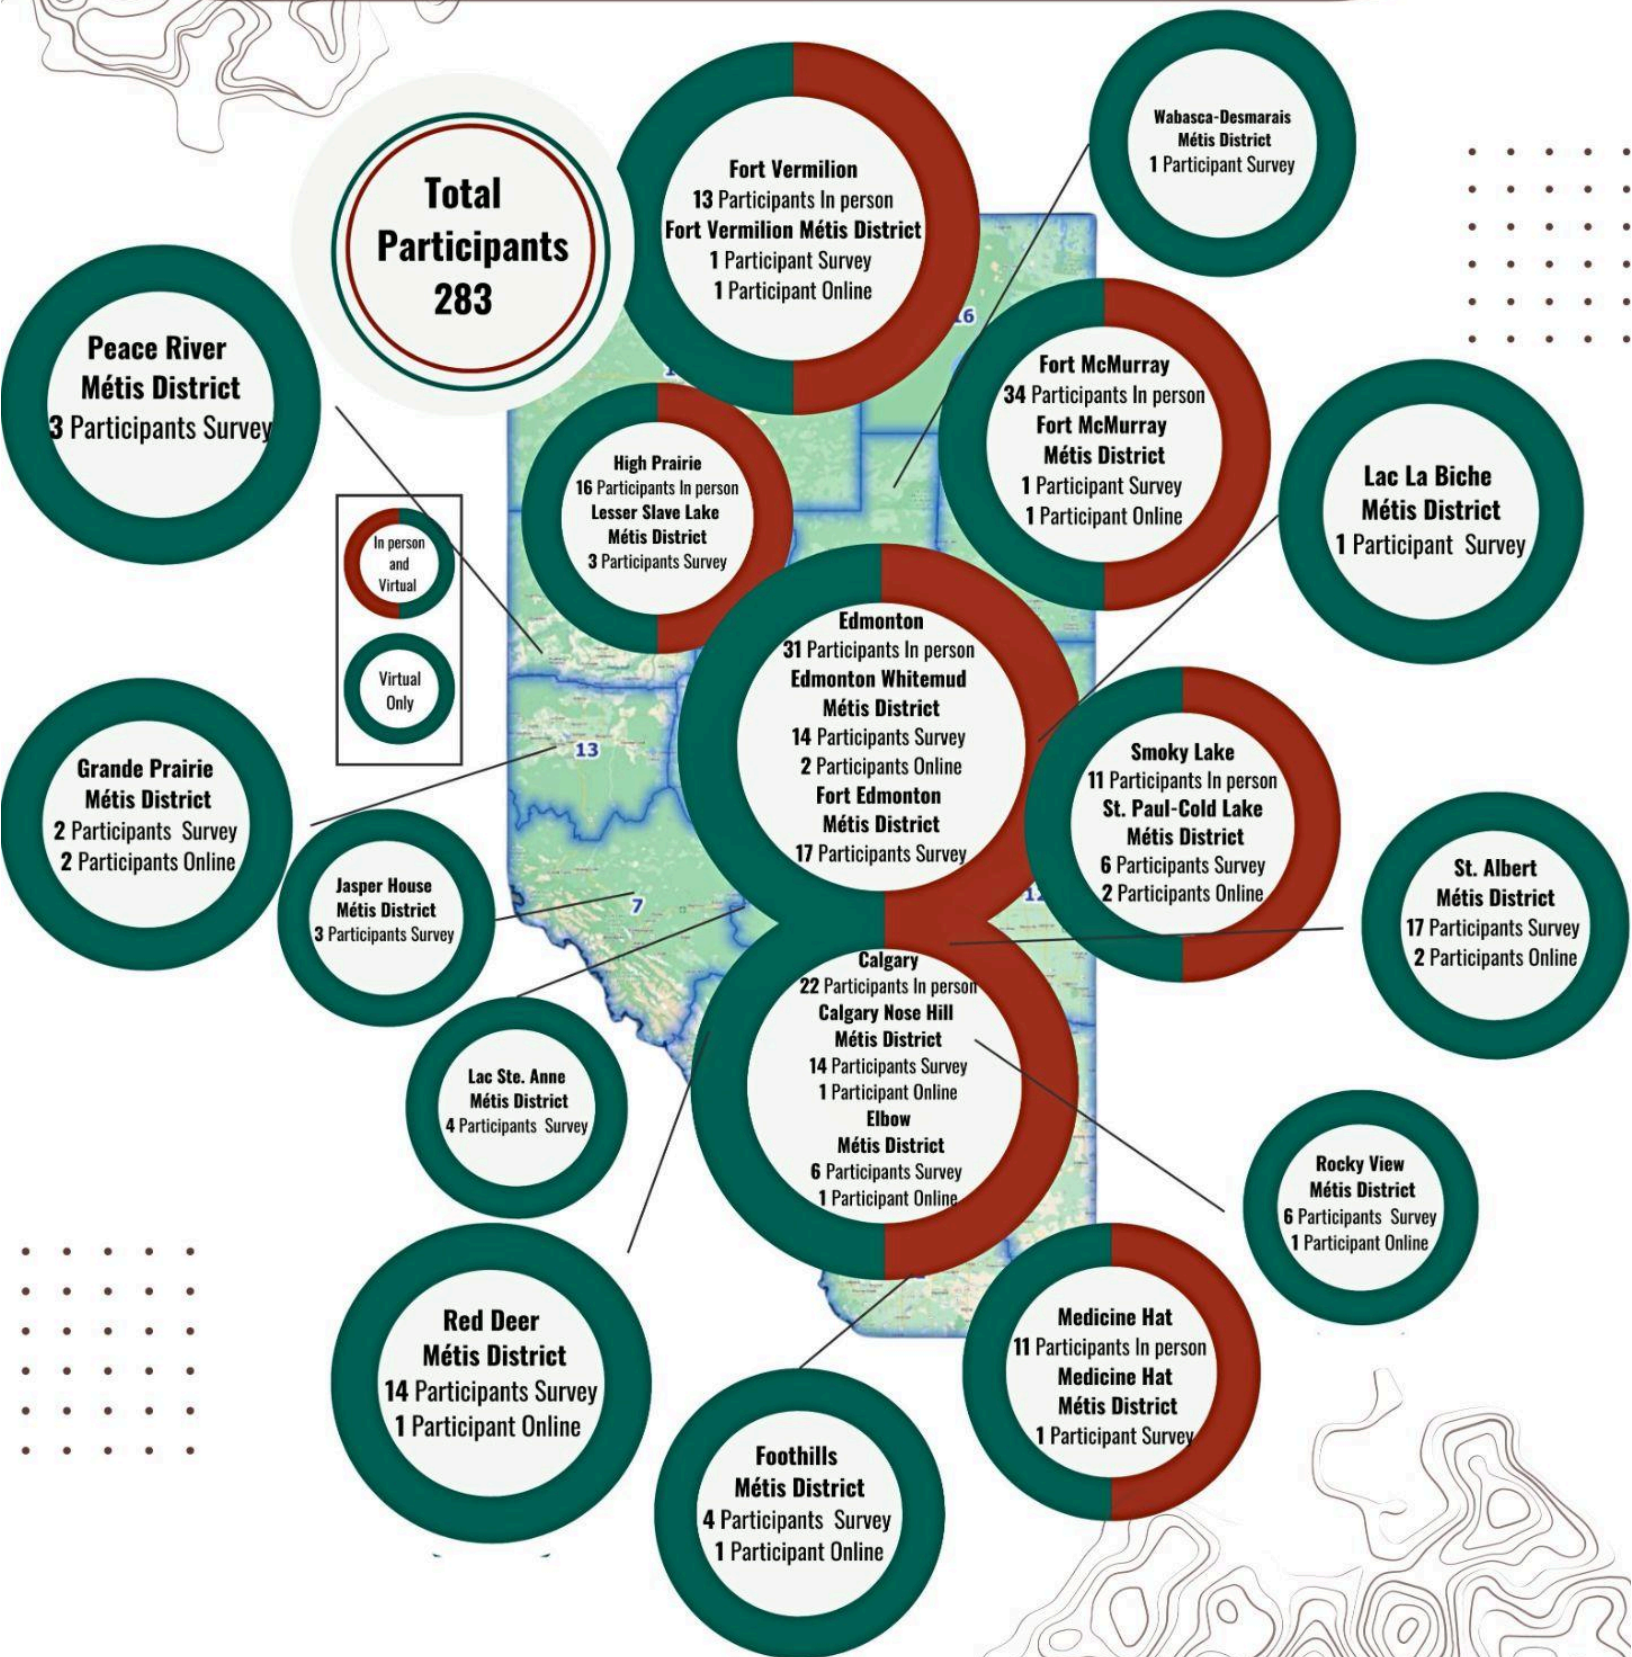 Total
Participants
283
Fort Vermilion
13 Participants In person
Fort Vermilion Métis District
1 Participant Survey
1 Participant Online
Wabasca-Desmarais
Métis District
1 Participant Survey
Peace River
Métis District
3 Participants Survey
16
Fort McMurray
34 Participants In person
Fort McMurray
Métis District
1 Participant Survey
1 Participant Online
High Prairie
16 Participants In person
Lesser Slave Lake
Métis District
3 Participants Survey
Lac La Biche
Métis District
1 Participant Survey
In person
and
Virtual
Virtual
Only
Edmonton
31 Participants In person
Edmonton Whitemud
Métis District
14 Participants Survey
2 Participants Online
Fort Edmonton
Métis District
17 Participants Survey
13
Grande Prairie
Métis District
2 Participants Survey
2 Participants Online
Smoky Lake
11 Participants In person
St. Paul-Cold Lake
Métis District
6 Participants Survey
2 Participants Online
Jasper House
Métis District
3 Participants Survey
7
St. Albert
Métis District
17 Participants Survey
2 Participants Online
Calgary
22 Participants In person
Calgary Nose Hill
Métis District
14 Participants Survey
1 Participant Online
Elbow
Métis District
6 Participants Survey
1 Participant Online
Lac Ste. Anne
Métis District
4 Participants Survey
Rocky View
Métis District
6 Participants Survey
1 Participant Online
Red Deer
Métis District
14 Participants Survey
1 Participant Online
Medicine Hat
11 Participants In person
Medicine Hat
Métis District
1 Participant Survey
Foothills
Métis District
4 Participants Survey
1 Participant Online